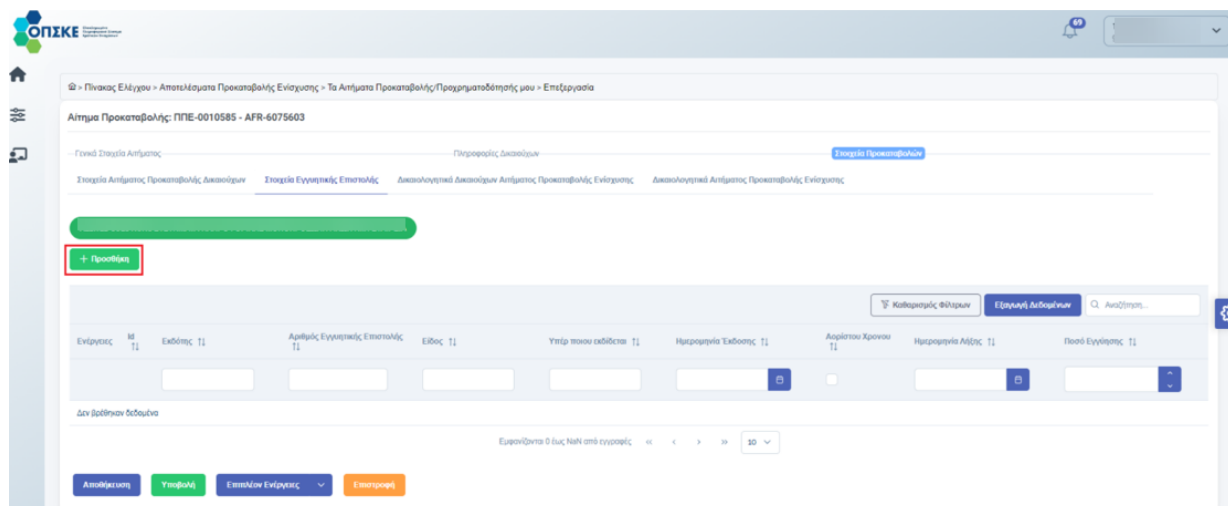 69
ΟΠΣΚΕ
⌂ » Πίνακας Ελέγχου » Αποτελέσματα Προκαταβολής Ενίσχυσης » Τα Αιτήματα Προκαταβολής/Προχρηματοδότησής μου » Επεξεργασία
Αίτημα Προκαταβολής: ΠΠΕ-0010585 - AFR-6075603
Γενικά Στοιχεία Αιτήματος Πληροφορίες Δικαιούχων Στοιχεία Προκαταβολών
Στοιχεία Αιτήματος Προκαταβολής Δικαιούχων Στοιχεία Εγγυητικής Επιστολής Δικαιολογητικά Δικαιούχων Αιτήματος Προκαταβολής Ενίσχυσης Δικαιολογητικά Αιτήματος Προκαταβολής Ενίσχυσης
+ Προσθήκη
Καθαρισμός Φίλτρων Εξαγωγή Δεδομένων Αναζήτηση...
Ενέργειες Id Εκδότης Αριθμός Εγγυητικής Επιστολής Είδος Υπέρ ποιου εκδίδεται Ημερομηνία Έκδοσης Αορίστου Χρονου Ημερομηνία Λήξης Ποσό Εγγύησης
Δεν βρέθηκαν δεδομένα
Εμφανίζονται 0 έως NaN από εγγραφές « ‹ › » 10
Αποθήκευση Υποβολή Επιπλέον Ενέργειες Επιστροφή